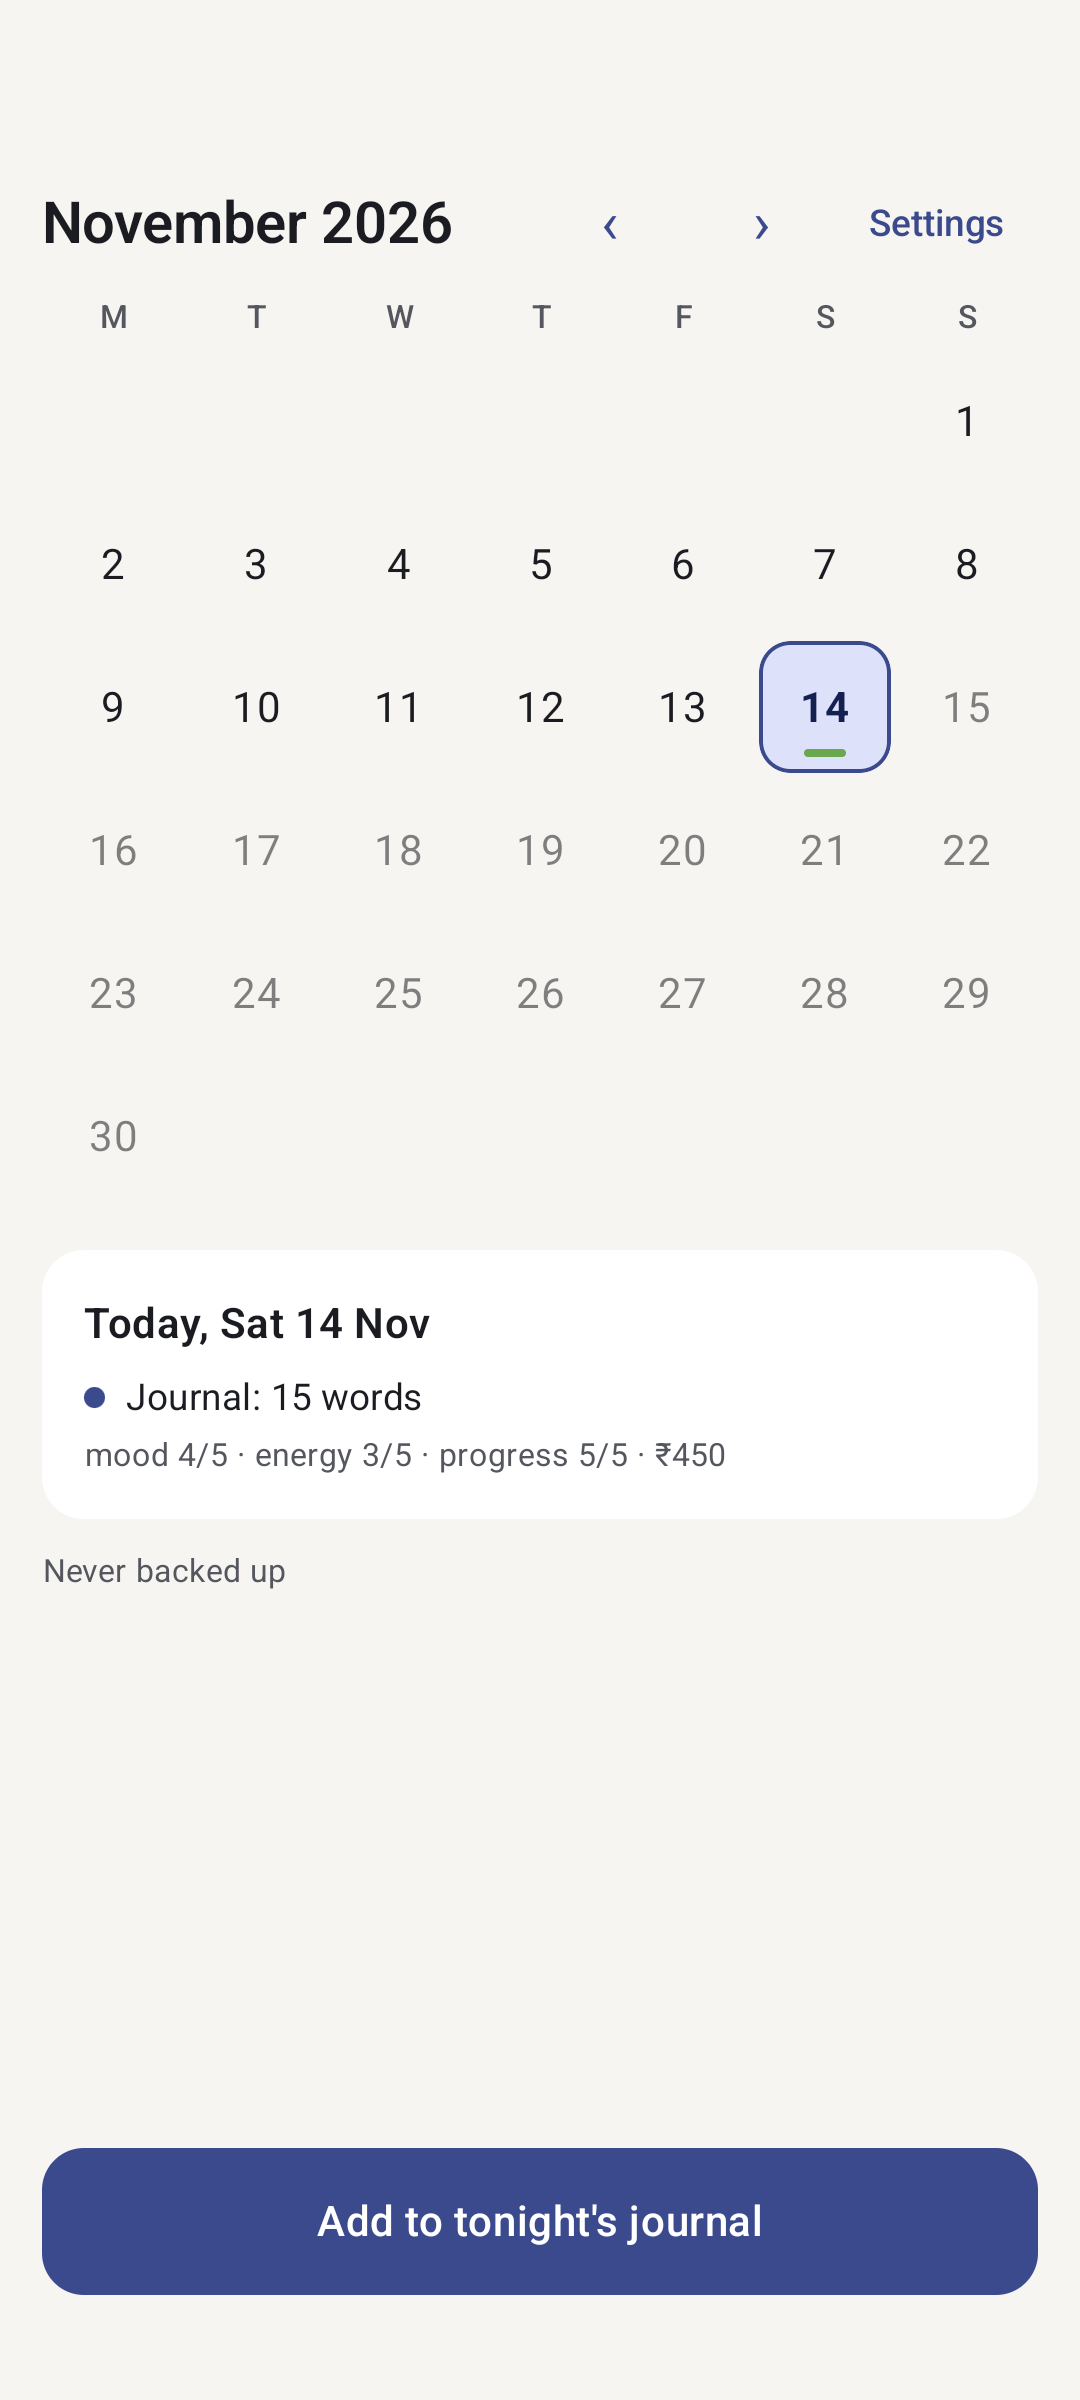 November 2026 ‹ › Settings
M T W T F S S
1
2 3 4 5 6 7 8
9 10 11 12 13 14 15
16 17 18 19 20 21 22
23 24 25 26 27 28 29
30
Today, Sat 14 Nov
Journal: 15 words
mood 4/5 · energy 3/5 · progress 5/5 · ₹450
Never backed up
Add to tonight's journal